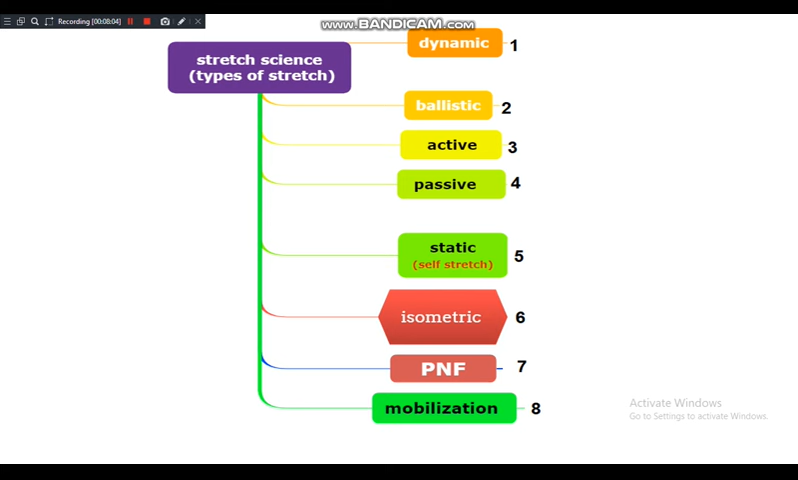 Recording [00:08:04]
www.BANDICAM.com
stretch science
(types of stretch)
dynamic 1
ballistic 2
active 3
passive 4
static
(self stretch) 5
isometric 6
PNF 7
mobilization 8
Activate Windows
Go to Settings to activate Windows.